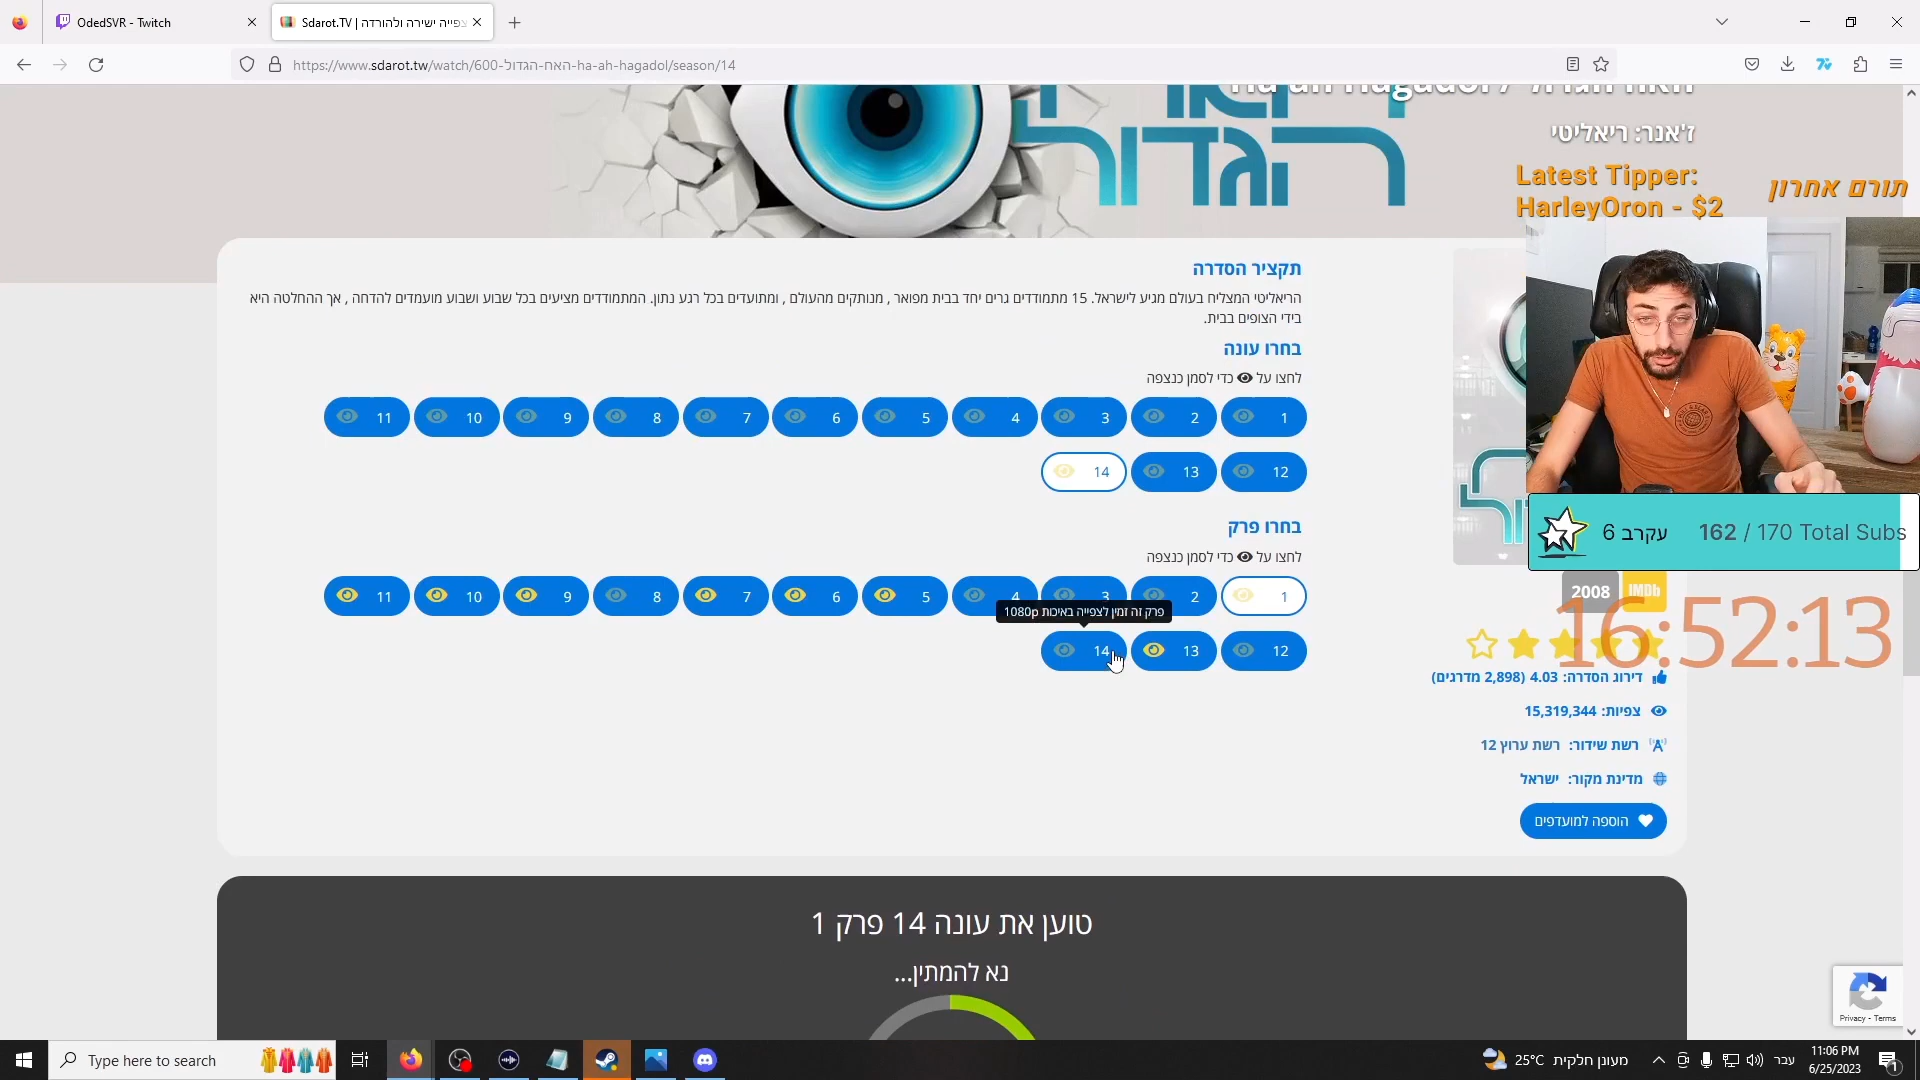 OdedSVR - Twitch
Sdarot.TV | צפייה ישירה ולהורדה
https://www.sdarot.tw/watch/600-האח-הגדול-ha-ah-hagadol/season/14
האח הגדול / Ha ah Hagadol
ז'אנר: ריאליטי
הגדול
Latest Tipper:
HarleyOron - $2
תורם אחרון
תקציר הסדרה
הריאליטי המצליח בעולם מגיע לישראל. 15 מתמודדים גרים יחד בבית מפואר , מנותקים מהעולם , ומתועדים בכל רגע נתון. המתמודדים מציעים בכל שבוע ושבוע מועמדים להדחה , אך ההחלטה היא
בידי הצופים בבית.
בחרו עונה
לחצו על כדי לסמן כנצפה
1 2 3 4 5 6 7 8 9 10 11
12 13 14
בחרו פרק
לחצו על כדי לסמן כנצפה
1 2 3 4 5 6 7 8 9 10 11
פרק זה זמין לצפייה באיכות 1080p
12 13 14
עקרב 6
162 / 170 Total Subs
2008 IMDb
16:52:13
דירוג הסדרה: 4.03 (2,898 מדרגים)
צפיות: 15,319,344
רשת שידור: רשת ערוץ 12
מדינת מקור: ישראל
הוספה למועדפים
טוען את עונה 14 פרק 1
נא להמתין...
Privacy - Terms
Type here to search
25°C מעונן חלקית
עבר
11:06 PM
6/25/2023
1